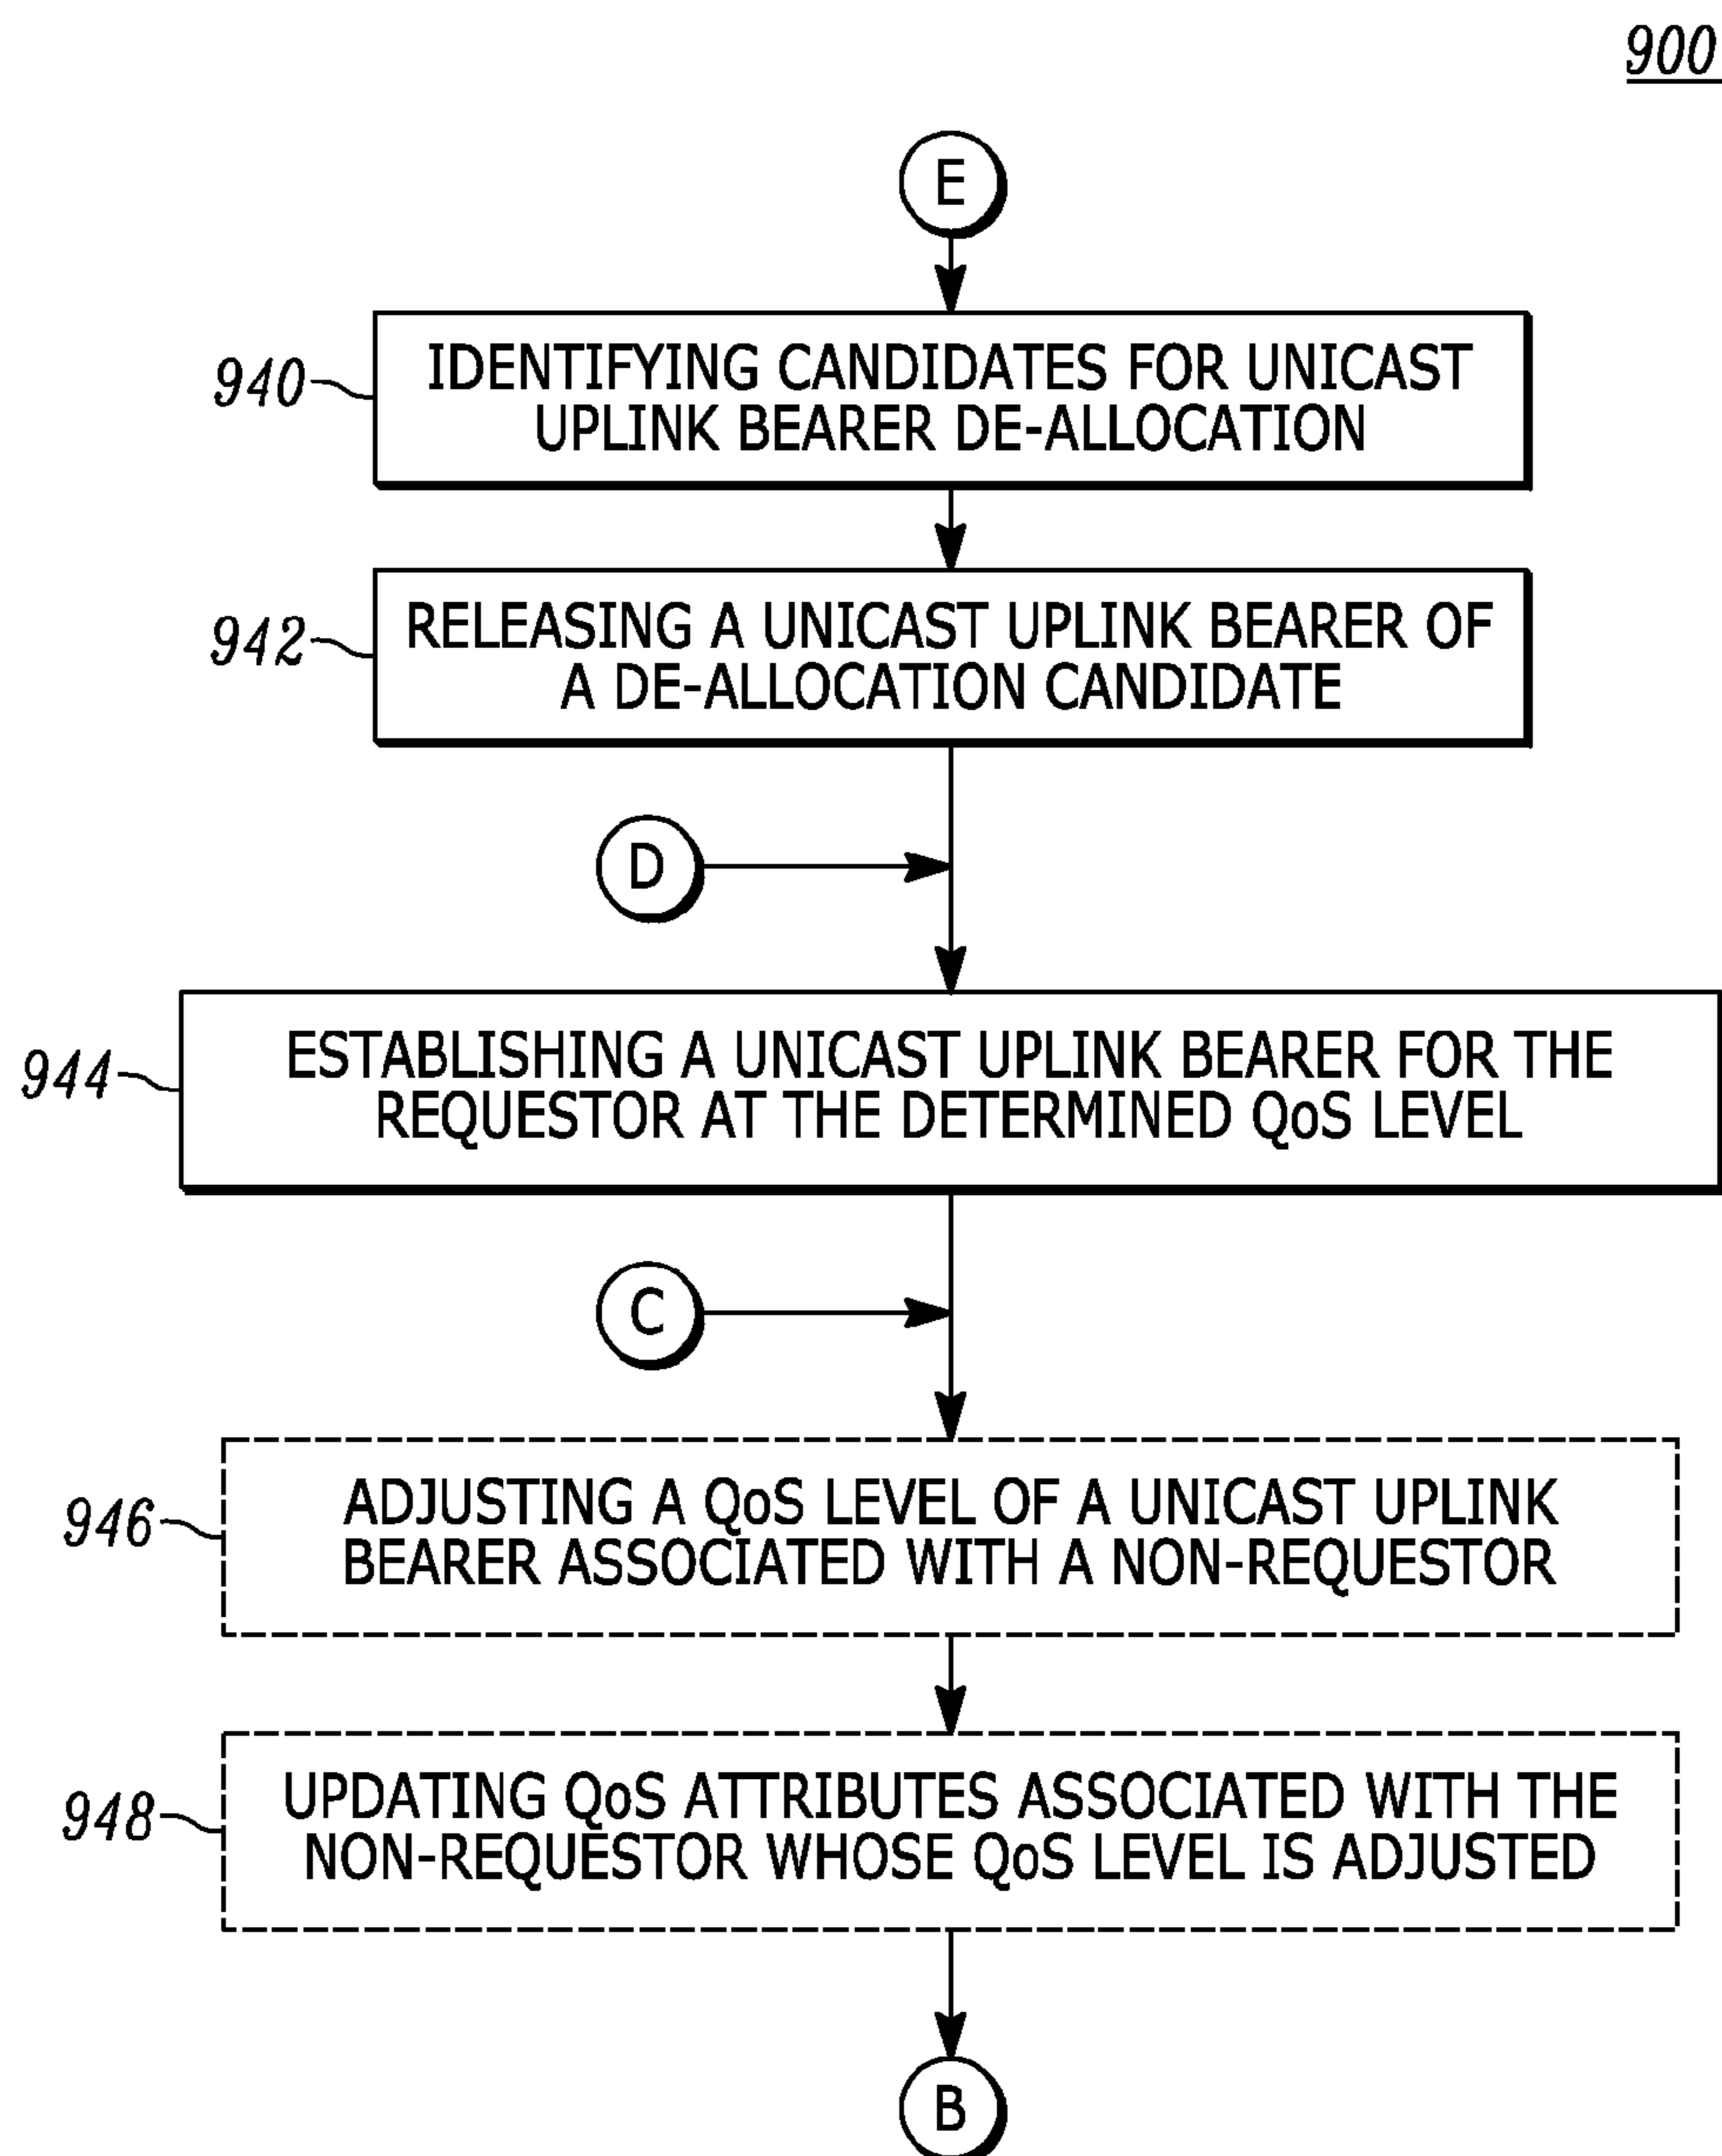 900
E
940
IDENTIFYING CANDIDATES FOR UNICAST
UPLINK BEARER DE-ALLOCATION
942
RELEASING A UNICAST UPLINK BEARER OF
A DE-ALLOCATION CANDIDATE
D
944
ESTABLISHING A UNICAST UPLINK BEARER FOR THE
REQUESTOR AT THE DETERMINED QoS LEVEL
C
946
ADJUSTING A QoS LEVEL OF A UNICAST UPLINK
BEARER ASSOCIATED WITH A NON-REQUESTOR
948
UPDATING QoS ATTRIBUTES ASSOCIATED WITH THE
NON-REQUESTOR WHOSE QoS LEVEL IS ADJUSTED
B